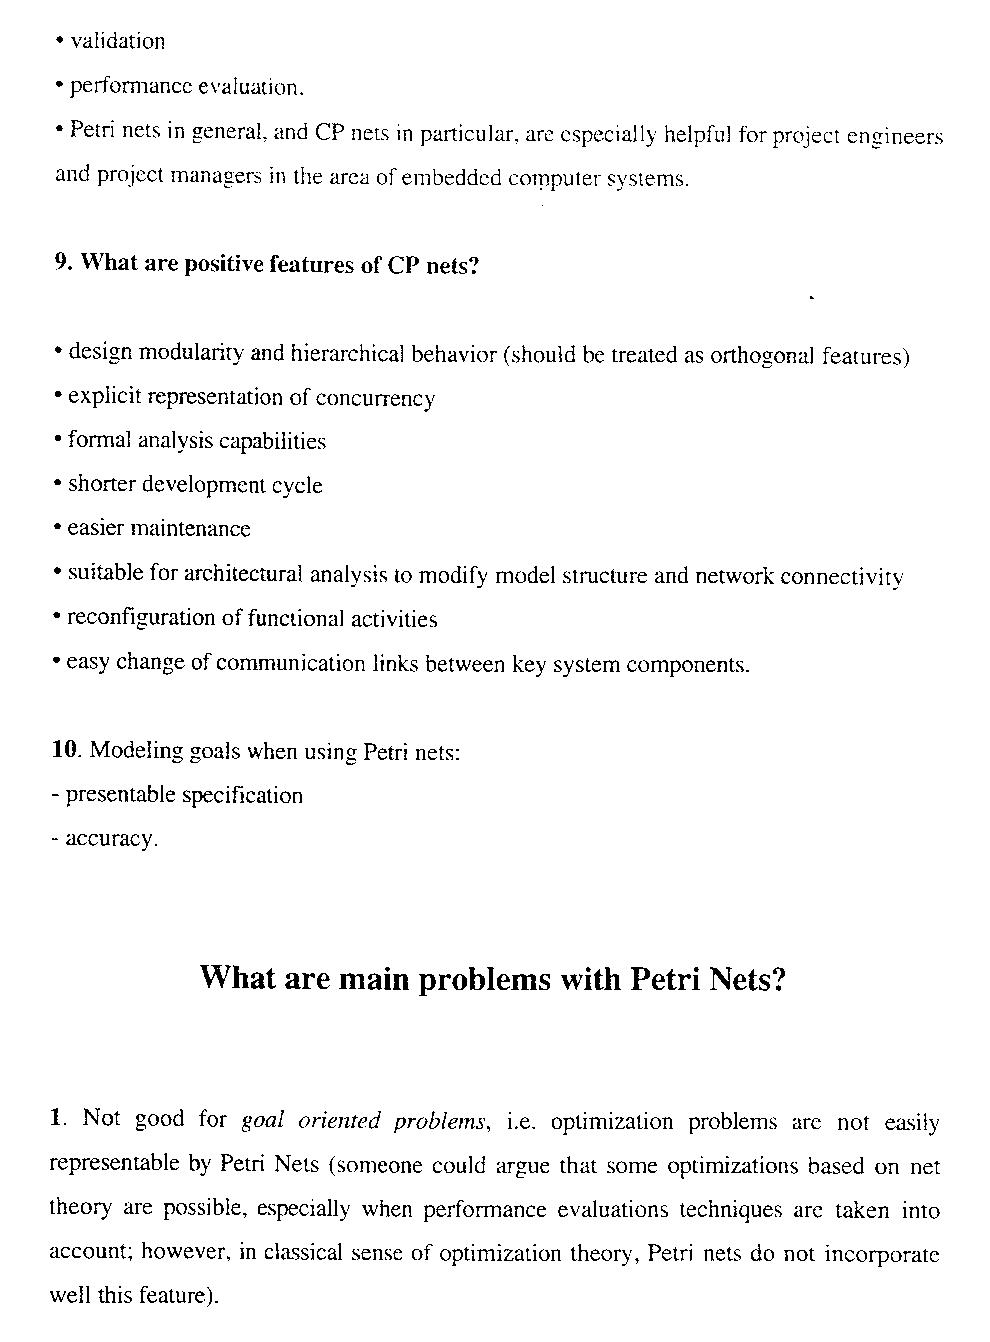 • validation
• performance evaluation.
• Petri nets in general, and CP nets in particular, are especially helpful for project engineers
and project managers in the area of embedded computer systems.
9. What are positive features of CP nets?
• design modularity and hierarchical behavior (should be treated as orthogonal features)
• explicit representation of concurrency
• formal analysis capabilities
• shorter development cycle
• easier maintenance
• suitable for architectural analysis to modify model structure and network connectivity
• reconfiguration of functional activities
• easy change of communication links between key system components.
10. Modeling goals when using Petri nets:
- presentable specification
- accuracy.
What are main problems with Petri Nets?
1. Not good for goal oriented problems, i.e. optimization problems are not easily
representable by Petri Nets (someone could argue that some optimizations based on net
theory are possible, especially when performance evaluations techniques are taken into
account; however, in classical sense of optimization theory, Petri nets do not incorporate
well this feature).